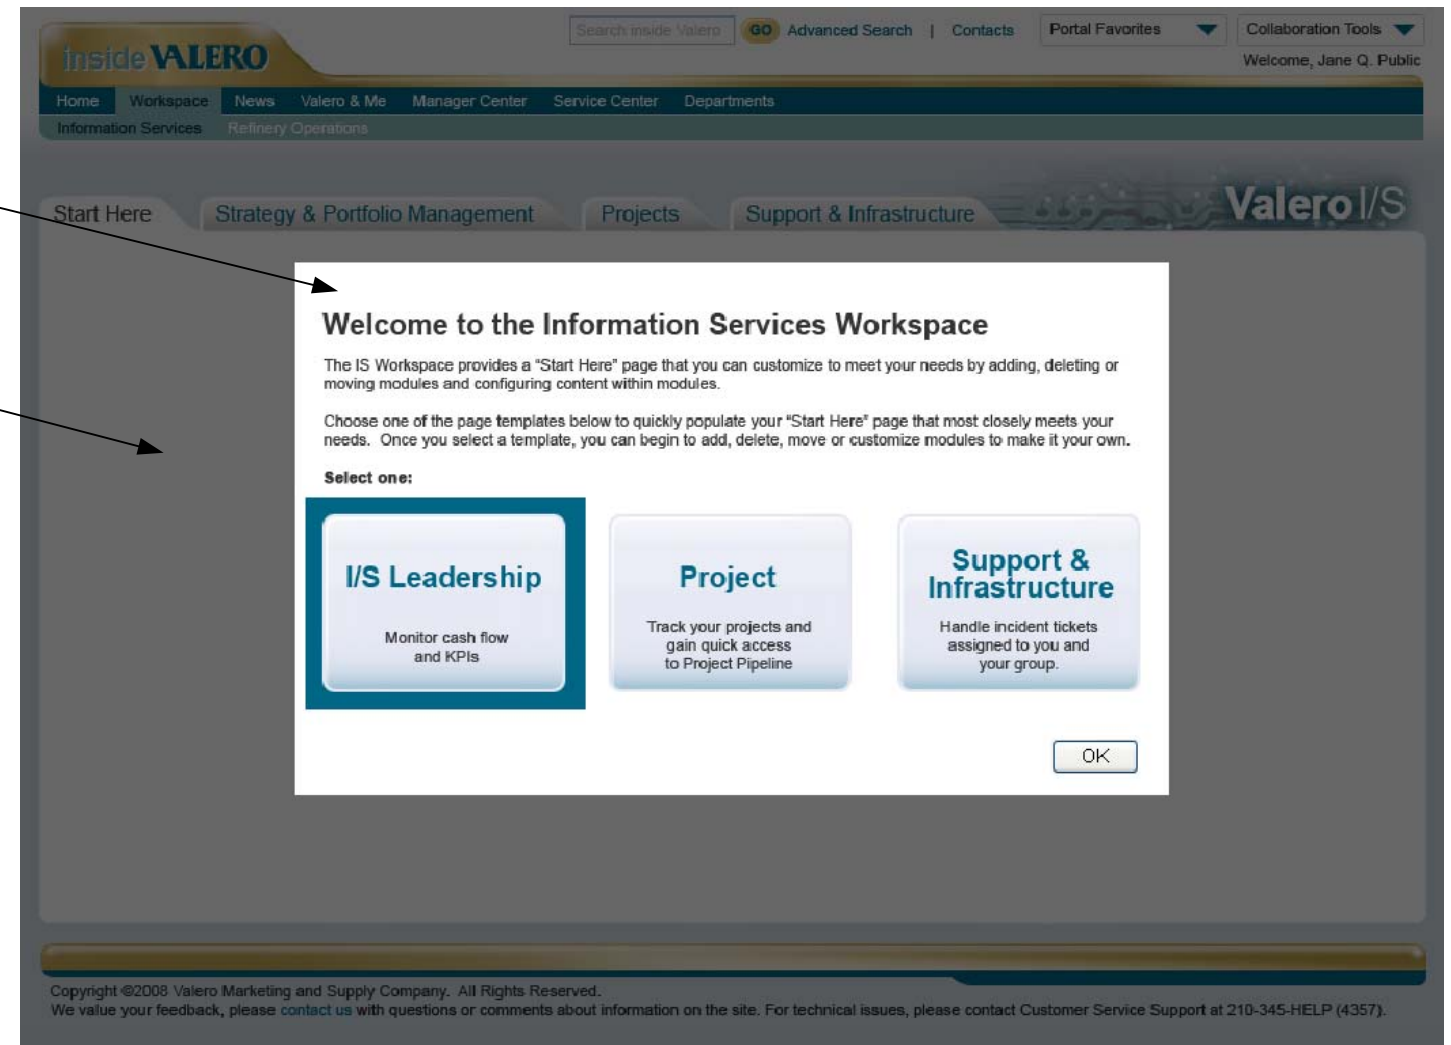 Search inside Valero GO Advanced Search | Contacts Portal Favorites Collaboration Tools
inside VALERO
Welcome, Jane Q. Public
Home Workspace News Valero & Me Manager Center Service Center Departments
Information Services Refinery Operations
Valero I/S
Start Here Strategy & Portfolio Management Projects Support & Infrastructure
Welcome to the Information Services Workspace
The IS Workspace provides a “Start Here” page that you can customize to meet your needs by adding, deleting or
moving modules and configuring content within modules.
Choose one of the page templates below to quickly populate your “Start Here” page that most closely meets your
needs. Once you select a template, you can begin to add, delete, move or customize modules to make it your own.
Select one:
I/S Leadership
Monitor cash flow
and KPIs
Project
Track your projects and
gain quick access
to Project Pipeline
Support &
Infrastructure
Handle incident tickets
assigned to you and
your group.
OK
Copyright ©2008 Valero Marketing and Supply Company. All Rights Reserved.
We value your feedback, please contact us with questions or comments about information on the site. For technical issues, please contact Customer Service Support at 210-345-HELP (4357).